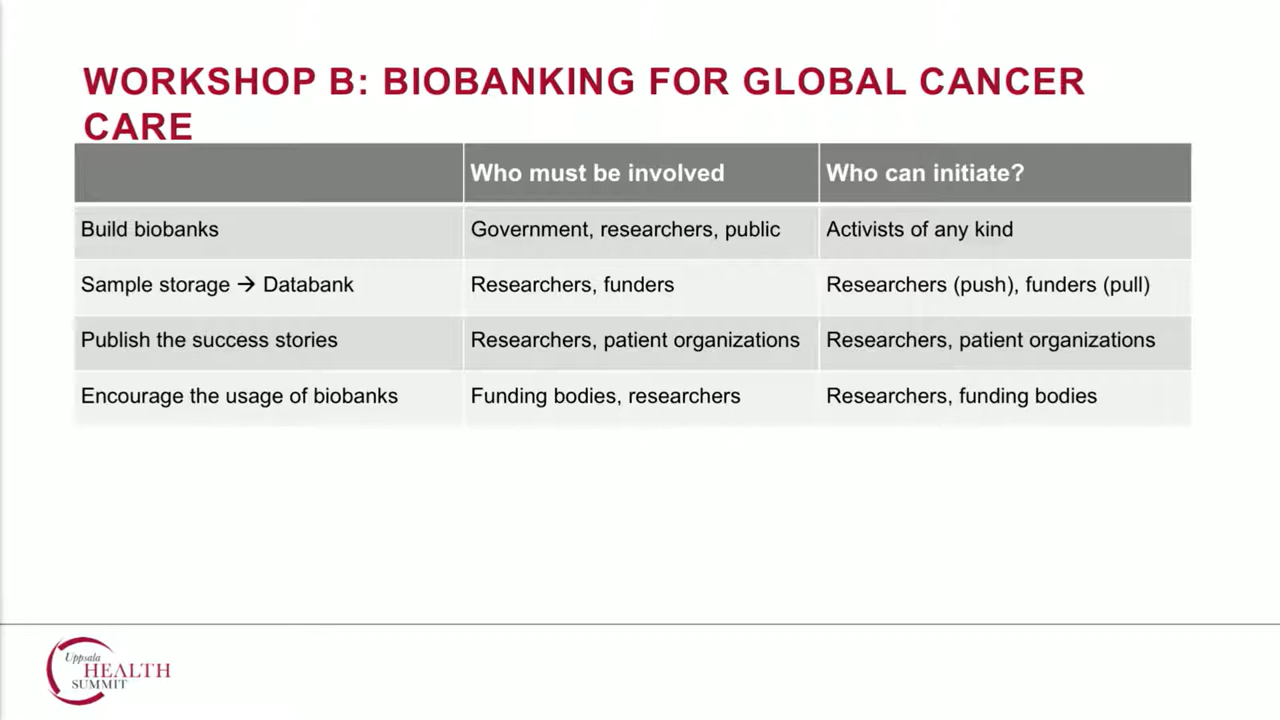 WORKSHOP B: BIOBANKING FOR GLOBAL CANCER
CARE
Who must be involved Who can initiate?
Build biobanks Government, researchers, public Activists of any kind
Sample storage → Databank Researchers, funders Researchers (push), funders (pull)
Publish the success stories Researchers, patient organizations Researchers, patient organizations
Encourage the usage of biobanks Funding bodies, researchers Researchers, funding bodies
Uppsala
HEALTH
SUMMIT